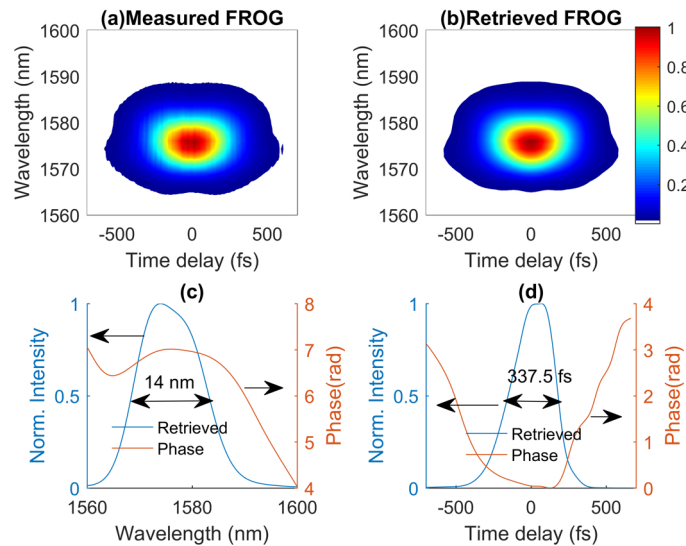 (a)Measured FROG
(b)Retrieved FROG
1600
1590
1580
1570
1560
Wavelength (nm)
-500
0
500
Time delay (fs)
1600
1590
1580
1570
1560
Wavelength (nm)
-500
0
500
Time delay (fs)
1
0.8
0.6
0.4
0.2
(c)
1
0.5
0
Norm. Intensity
14 nm
Retrieved
Phase
8
7
6
5
4
Phase(rad)
1560
1580
1600
Wavelength (nm)
(d)
1
0.5
0
Norm. Intensity
337.5 fs
Retrieved
Phase
4
3
2
1
0
Phase(rad)
-500
0
500
Time delay (fs)